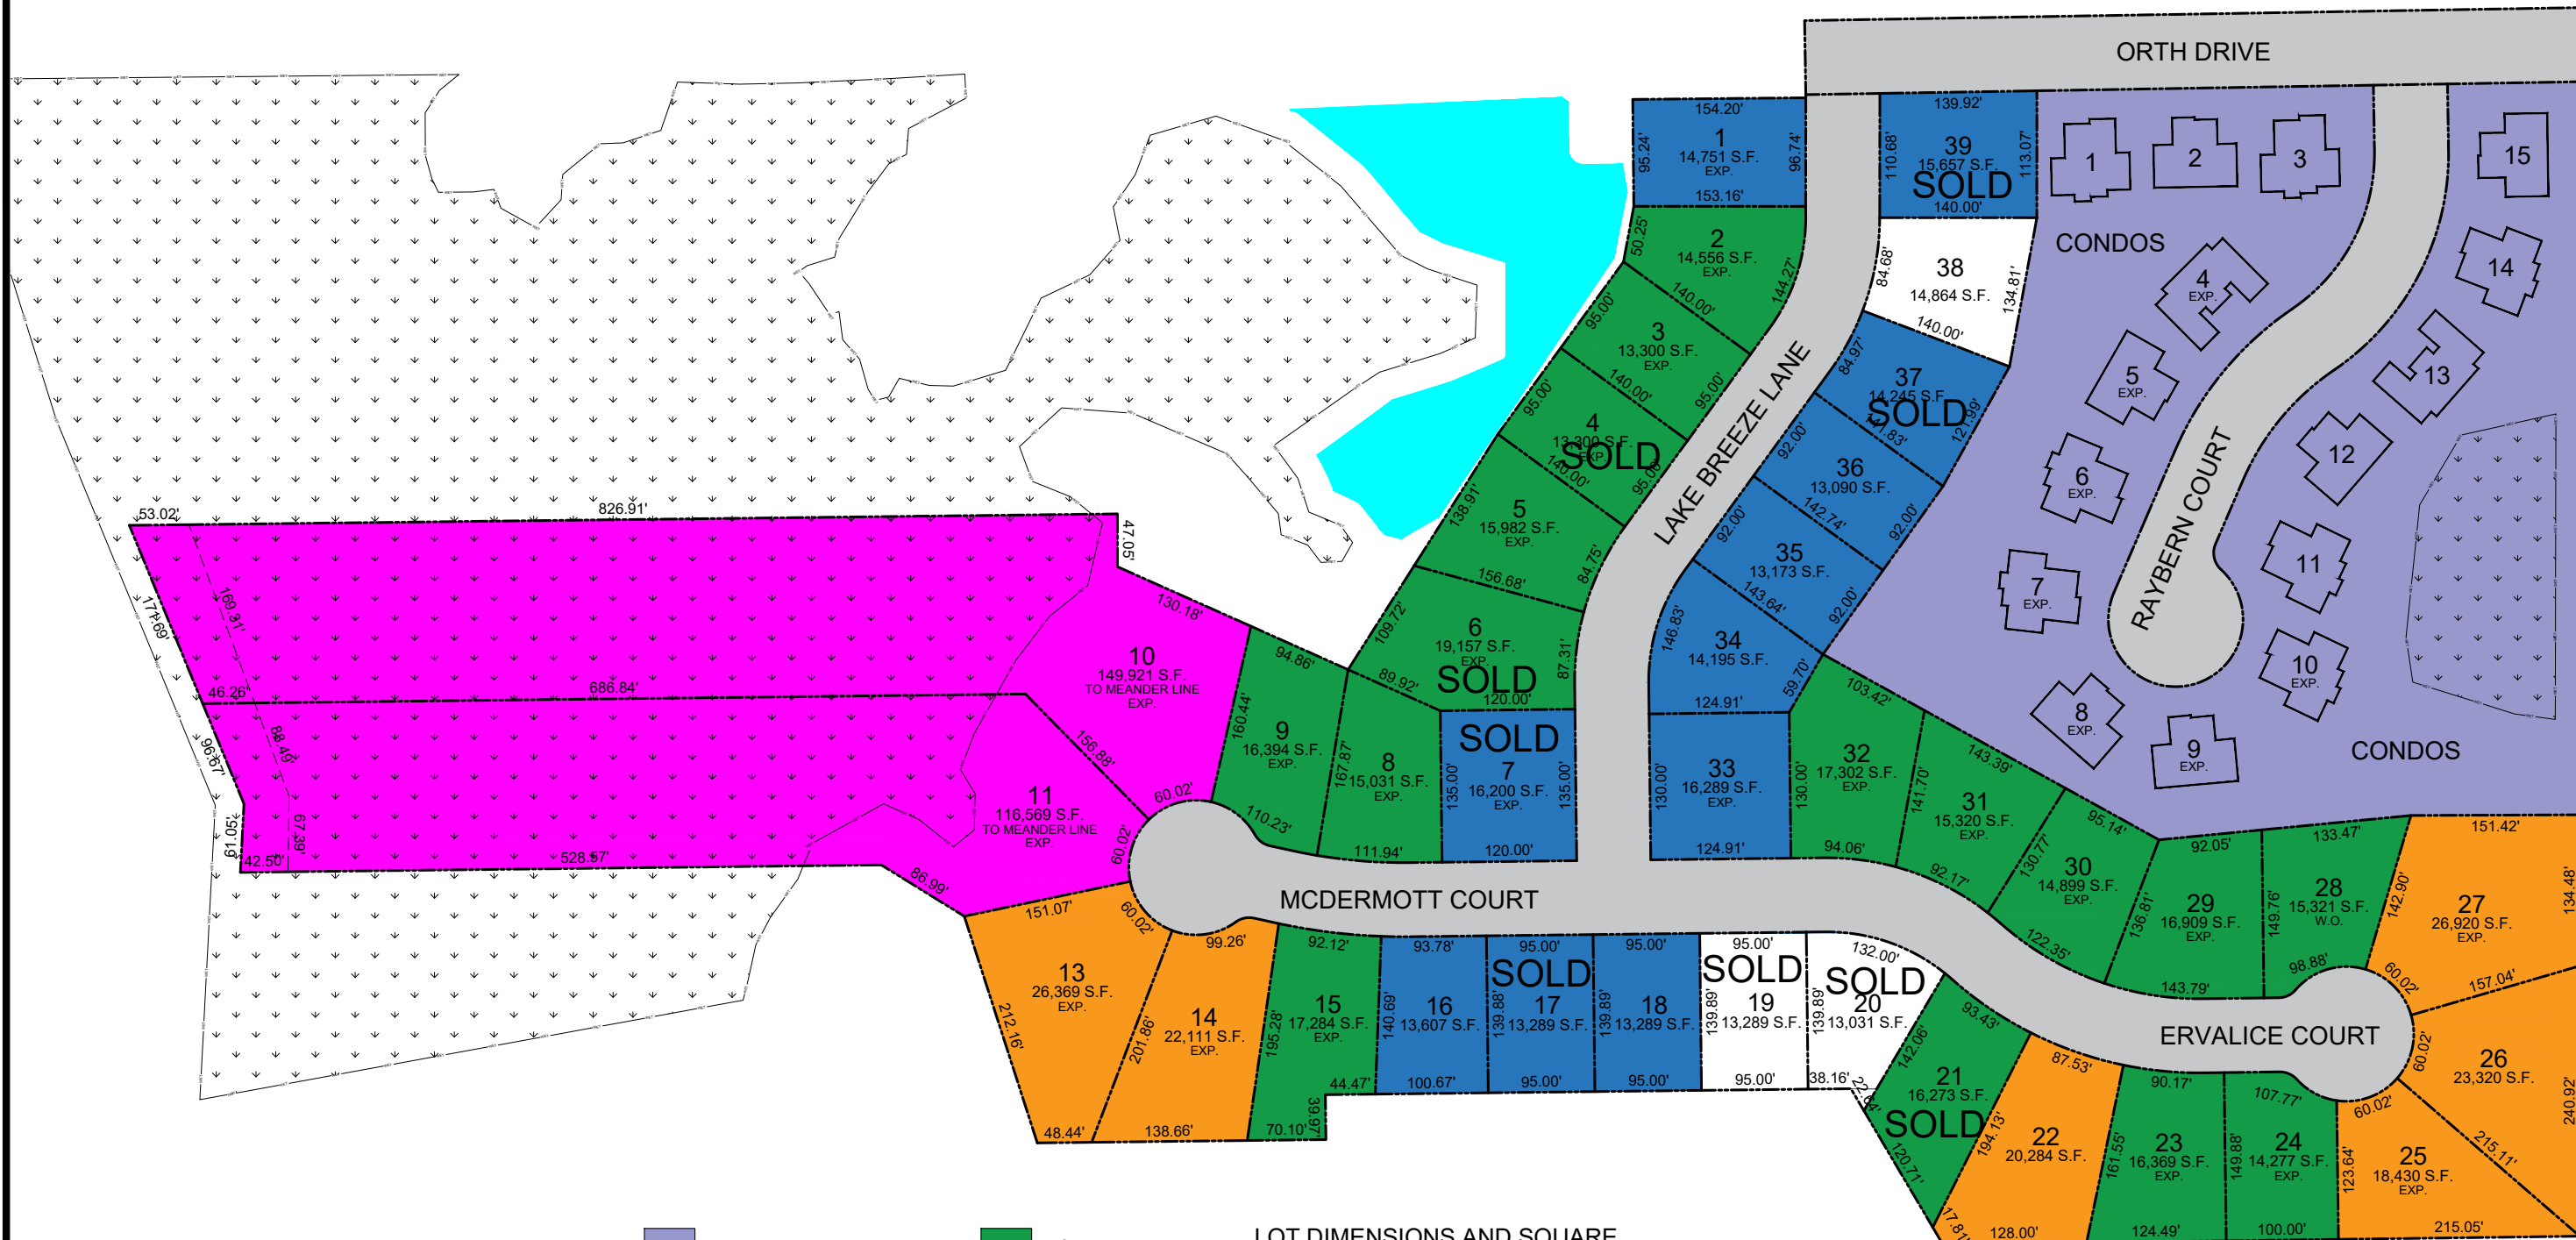 ORTH DRIVE
154.20'
95.24'
1
14,751 S.F.
EXP.
96.74'
153.16'
139.92'
110.68'
39
15,657 S.F.
SOLD
113.07'
140.00'
1
2
3
15
CONDOS
50.25'
2
14,556 S.F.
EXP.
144.27'
140.00'
84.68'
38
14,864 S.F.
134.81'
140.00'
4
EXP.
14
95.00'
3
13,300 S.F.
EXP.
95.00'
140.00'
84.97'
37
14,245 S.F.
SOLD
121.99'
141.83'
5
EXP.
13
95.00'
4
13,300 S.F.
EXP.
SOLD
95.00'
140.00'
LAKE BREEZE LANE
92.00'
36
13,090 S.F.
142.74'
92.00'
6
EXP.
12
RAYBERN COURT
53.02'
826.91'
47.05'
138.91'
5
15,982 S.F.
EXP.
84.75'
156.68'
92.00'
35
13,173 S.F.
143.64'
92.00'
7
EXP.
11
171.69'
169.81'
130.18'
109.72'
6
19,157 S.F.
EXP.
SOLD
87.31'
89.92'
120.00'
146.83'
34
14,195 S.F.
59.70'
124.91'
10
EXP.
46.26'
686.84'
10
149,921 S.F.
TO MEANDER LINE
EXP.
156.88'
60.02'
94.86'
160.44'
9
16,394 S.F.
EXP.
110.23'
167.87'
8
15,031 S.F.
EXP.
111.94'
SOLD
135.00'
7
16,200 S.F.
EXP.
135.00'
120.00'
130.00'
33
16,289 S.F.
EXP.
124.91'
103.42'
130.00'
32
17,302 S.F.
EXP.
94.06'
8
EXP.
9
EXP.
CONDOS
96.67'
88.49'
61.05'
67.39'
42.50'
528.57'
11
116,569 S.F.
TO MEANDER LINE
EXP.
60.02'
86.99'
143.39'
141.70'
31
15,320 S.F.
EXP.
92.17'
95.14'
130.77'
30
14,899 S.F.
EXP.
122.35'
92.05'
136.81'
29
16,909 S.F.
EXP.
143.79'
133.47'
149.76'
28
15,321 S.F.
W.O.
98.88'
151.42'
142.90'
27
26,920 S.F.
EXP.
134.48'
60.02'
157.04'
MCDERMOTT COURT
151.07'
60.02'
13
26,369 S.F.
EXP.
212.16'
48.44'
99.26'
201.86'
14
22,111 S.F.
EXP.
138.66'
92.12'
195.28'
15
17,284 S.F.
EXP.
44.47'
39.97'
70.10'
93.78'
140.69'
16
13,607 S.F.
100.67'
95.00'
SOLD
139.88'
17
13,289 S.F.
95.00'
95.00'
139.89'
18
13,289 S.F.
95.00'
95.00'
SOLD
139.89'
19
13,289 S.F.
95.00'
132.00'
SOLD
139.89'
20
13,031 S.F.
38.16'
22.64'
142.06'
93.43'
21
16,273 S.F.
SOLD
120.71'
ERVALICE COURT
87.53'
194.13'
22
20,284 S.F.
17.81'
128.00'
90.17'
161.55'
23
16,369 S.F.
EXP.
124.49'
107.77'
149.88'
24
14,277 S.F.
EXP.
100.00'
60.02'
123.64'
25
18,430 S.F.
EXP.
215.05'
60.02'
26
23,320 S.F.
240.92'
215.11'
LOT DIMENSIONS AND SQUARE